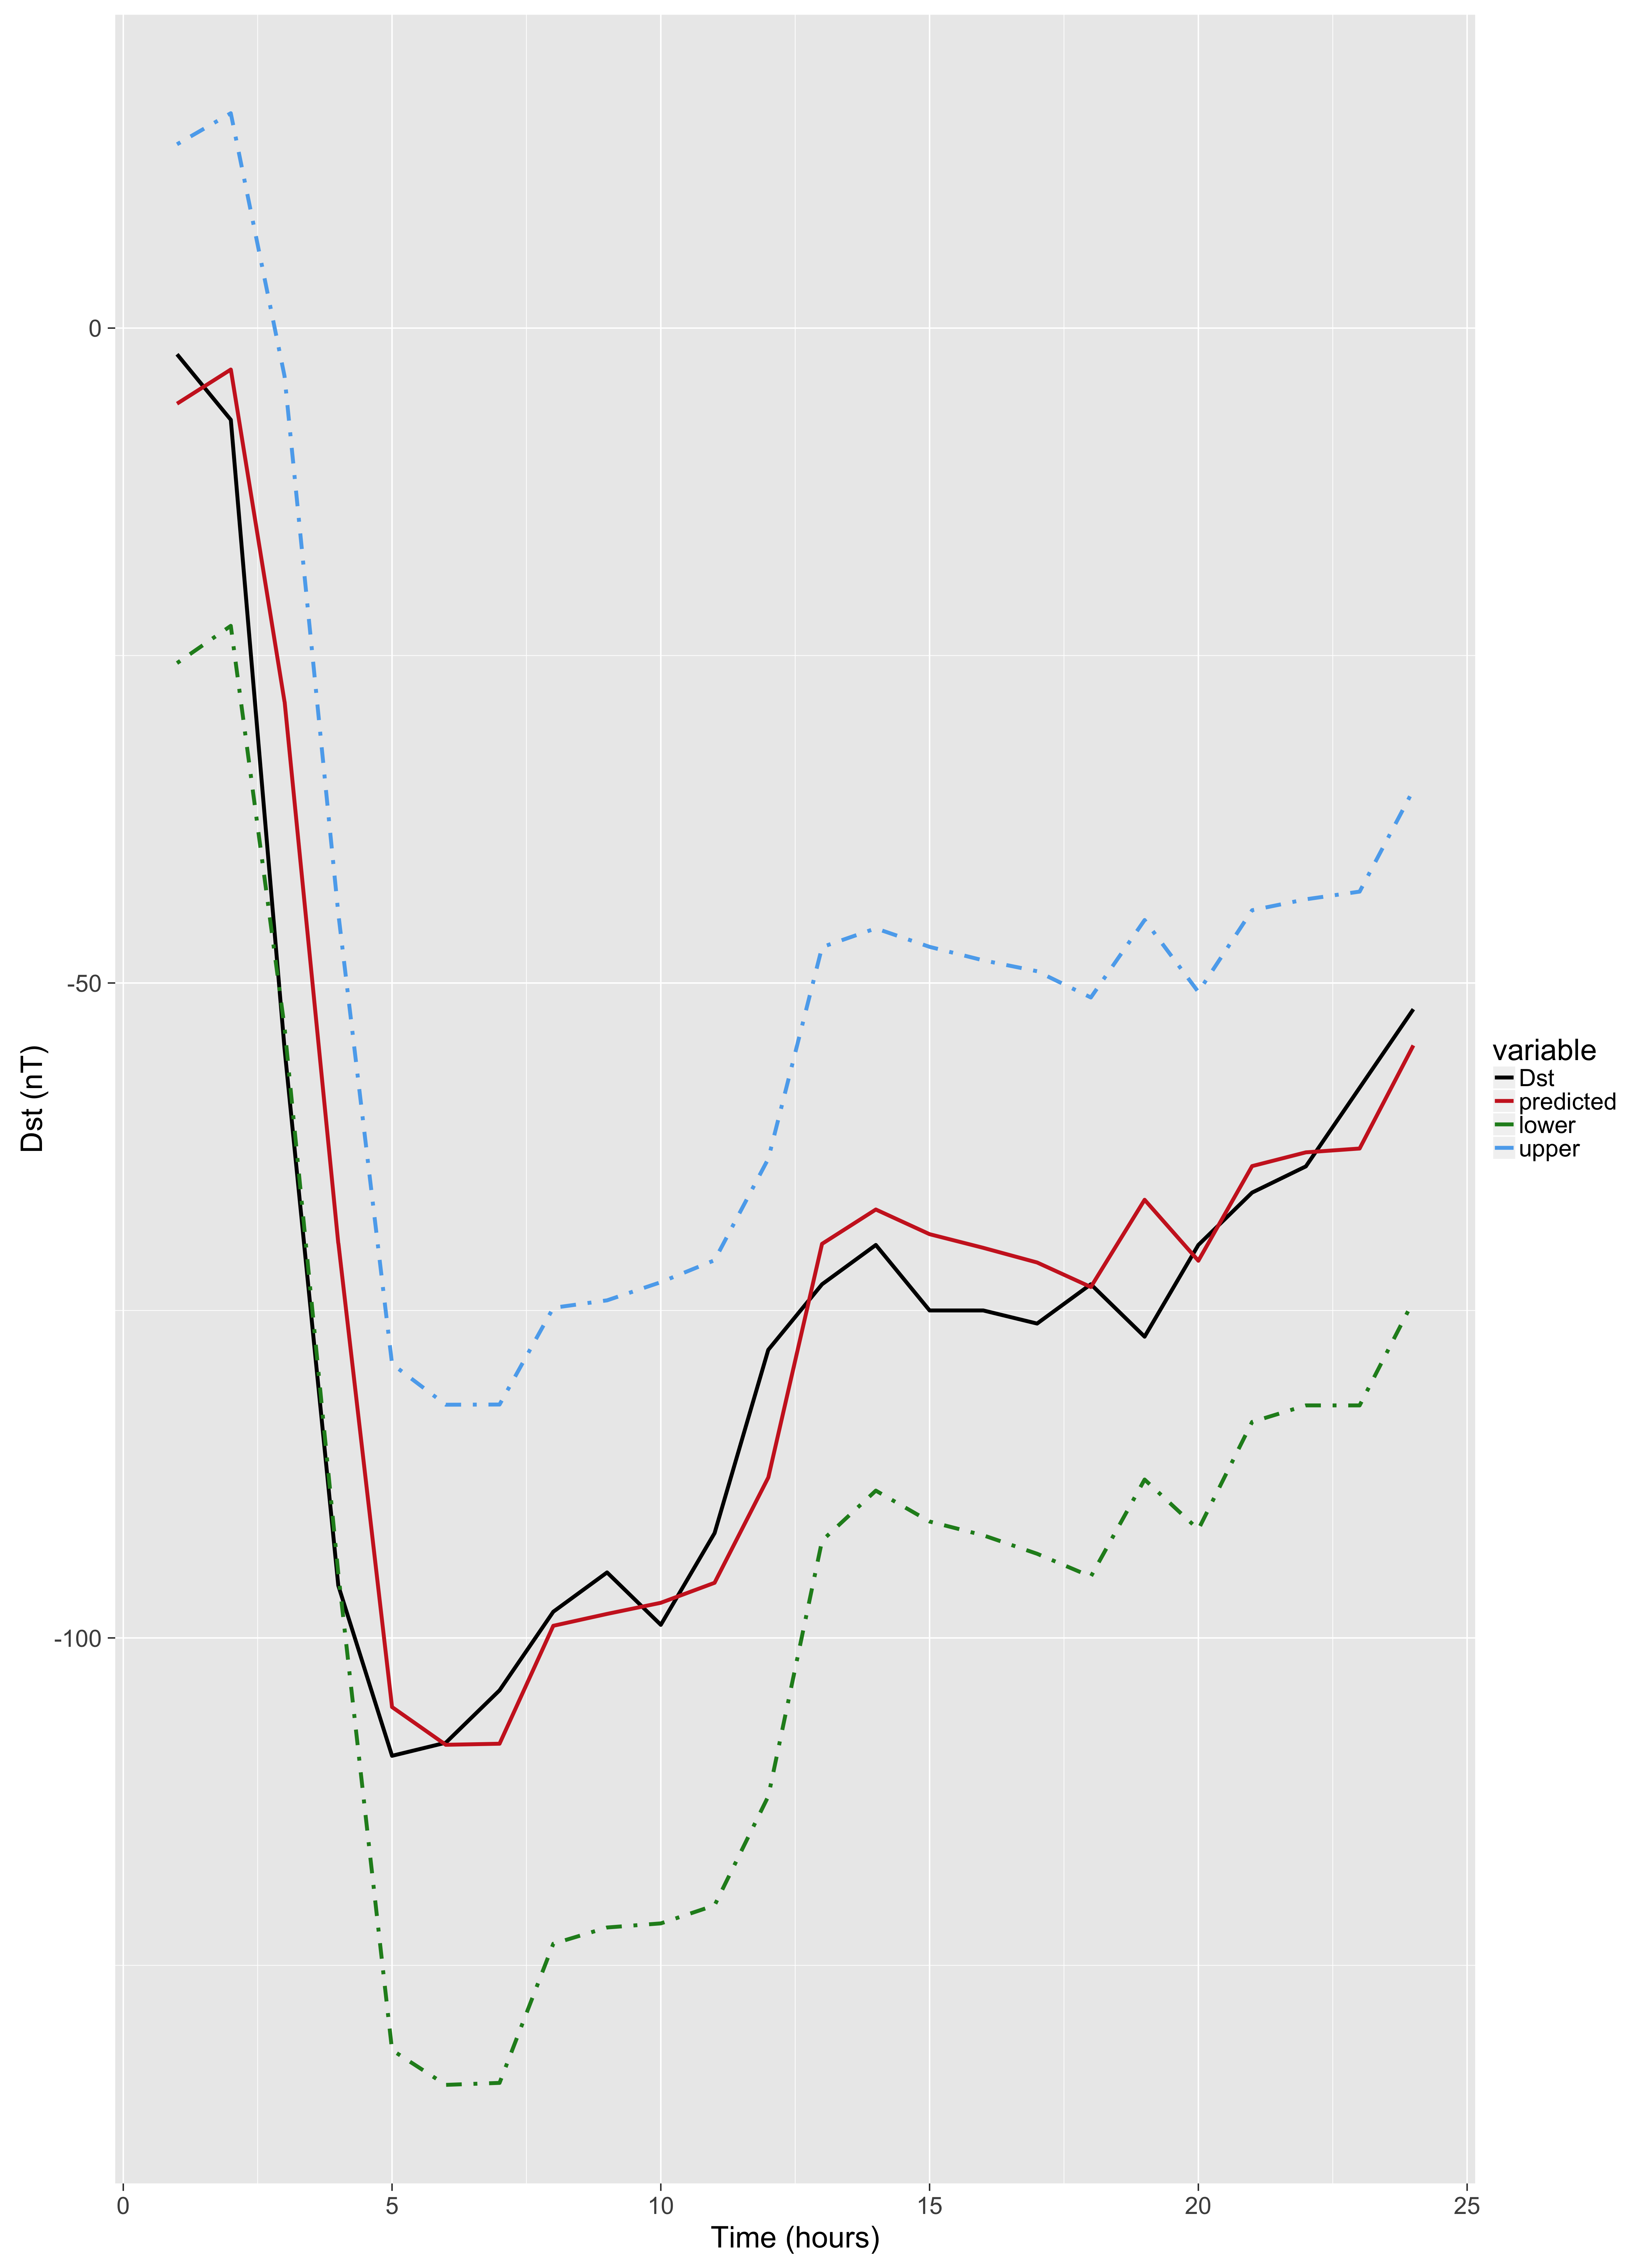 Dst (nT)
0
-50
-100
0
5
10
15
20
25
Time (hours)
variable
Dst
predicted
lower
upper